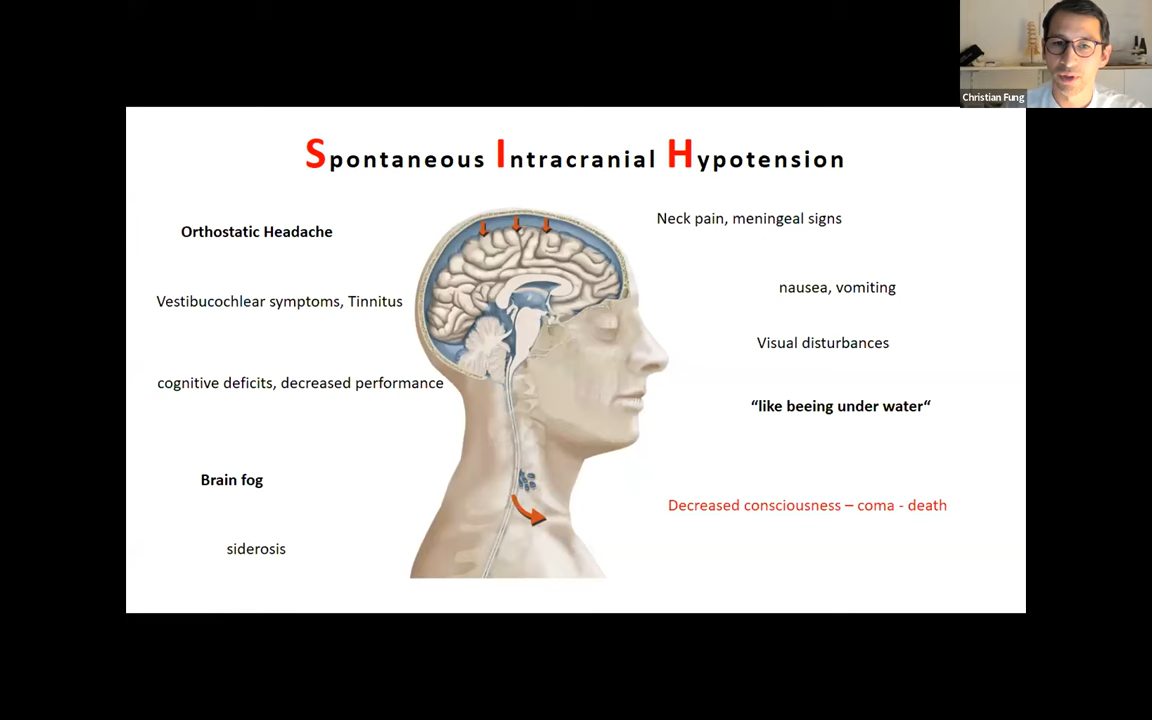 Christian Fung
Spontaneous Intracranial Hypotension
Orthostatic Headache
Neck pain, meningeal signs
Vestibucochlear symptoms, Tinnitus
nausea, vomiting
Visual disturbances
cognitive deficits, decreased performance
“like beeing under water“
Brain fog
Decreased consciousness – coma - death
siderosis